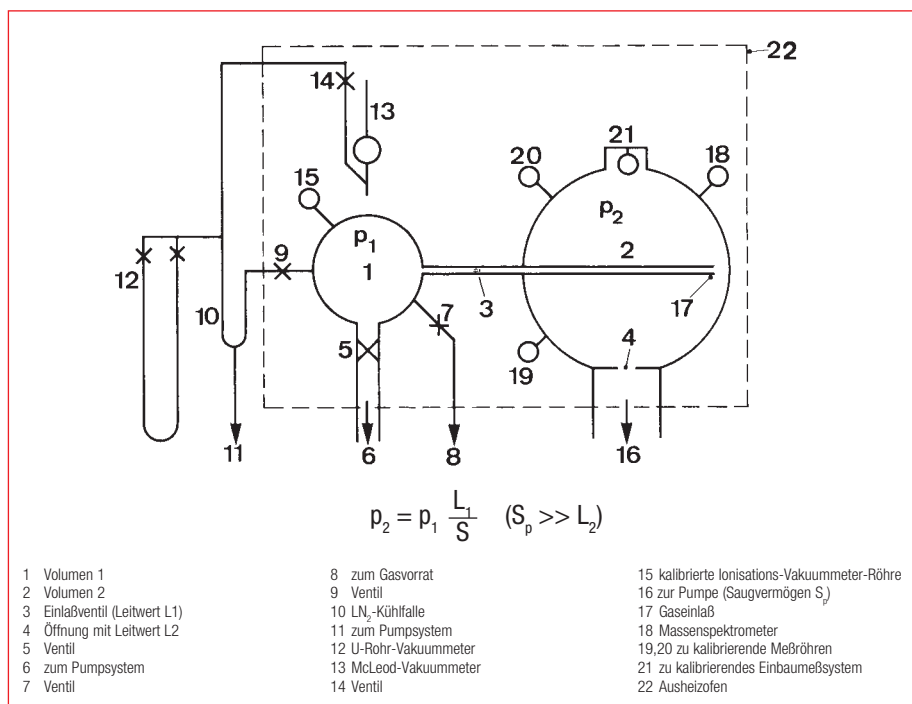 22
14
13
21
20
18
15
p₁
p₂
9
1
2
12
10
3
17
7
5
4
19
11
6
8
16
p₂ = p₁ L₁/S (Sₚ >> L₂)
1 Volumen 1
2 Volumen 2
3 Einlaßventil (Leitwert L1)
4 Öffnung mit Leitwert L2
5 Ventil
6 zum Pumpsystem
7 Ventil
8 zum Gasvorrat
9 Ventil
10 LN₂-Kühlfalle
11 zum Pumpsystem
12 U-Rohr-Vakuummeter
13 McLeod-Vakuummeter
14 Ventil
15 kalibrierte Ionisations-Vakuummeter-Röhre
16 zur Pumpe (Saugvermögen Sₚ)
17 Gaseinlaß
18 Massenspektrometer
19,20 zu kalibrierende Meßröhren
21 zu kalibrierendes Einbaumeßsystem
22 Ausheizofen